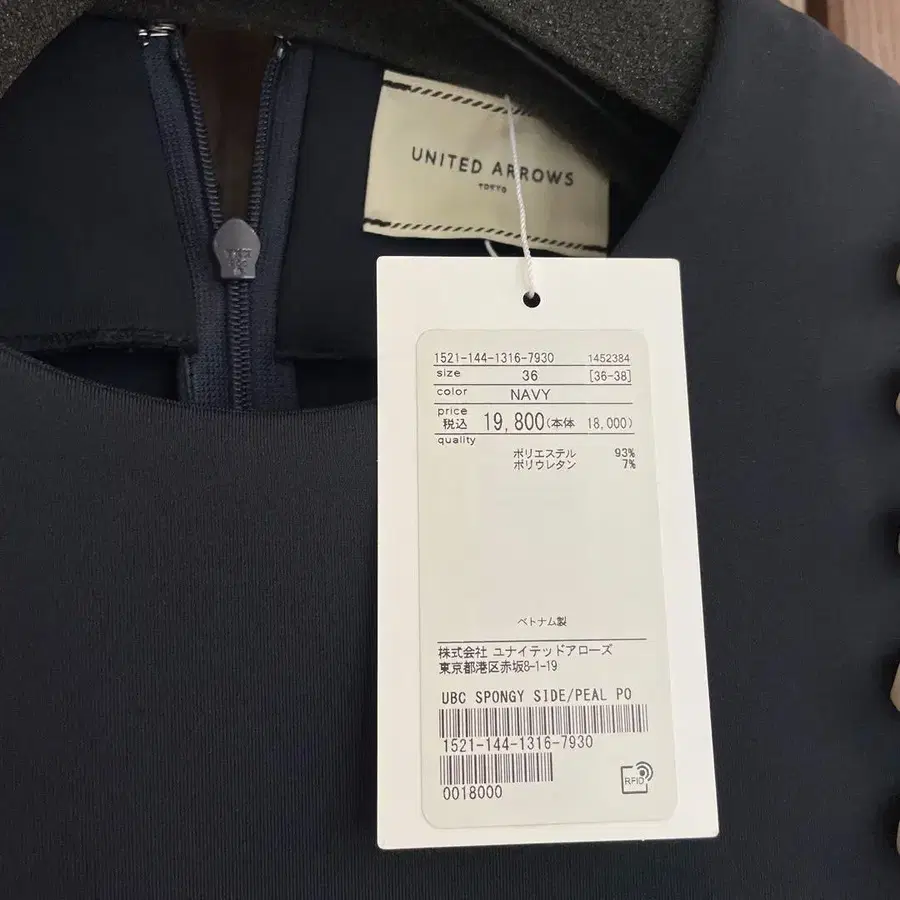 UNITED ARROWS
TOKYO
1521-144-1316-7930 1452384
size 36 [36-38]
color NAVY
price
税込 19,800(本体 18,000)
quality
ポリエステル 93%
ポリウレタン 7%
ベトナム製
株式会社 ユナイテッドアローズ
東京都港区赤坂8-1-19
UBC SPONGY SIDE/PEAL PO
1521-144-1316-7930
0018000
RFID